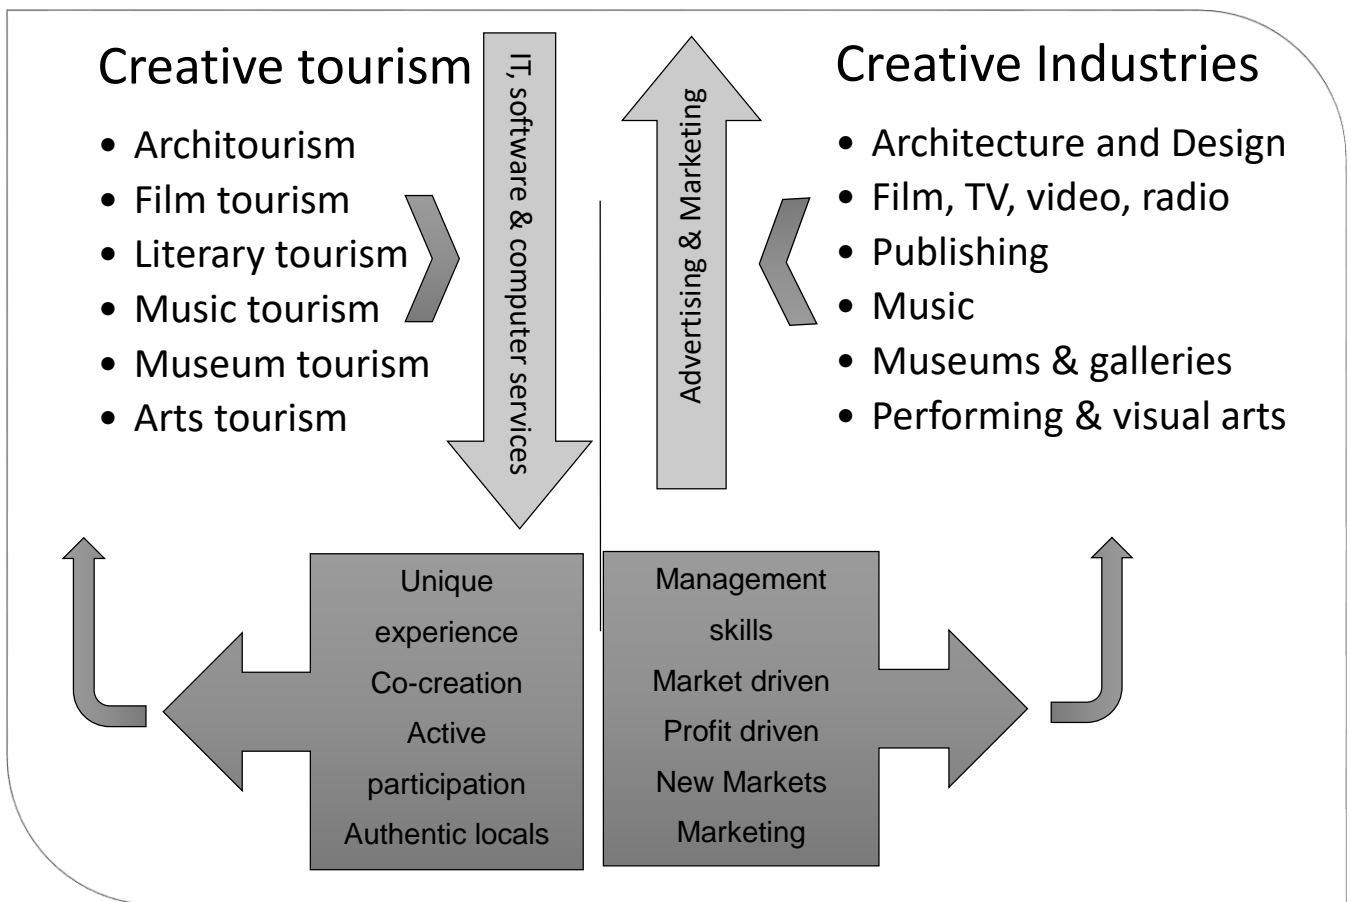 Creative tourism
• Architourism
• Film tourism
• Literary tourism
• Music tourism
• Museum tourism
• Arts tourism
IT, software & computer services
Advertising & Marketing
Creative Industries
• Architecture and Design
• Film, TV, video, radio
• Publishing
• Music
• Museums & galleries
• Performing & visual arts
Unique
experience
Co-creation
Active
participation
Authentic locals
Management
skills
Market driven
Profit driven
New Markets
Marketing